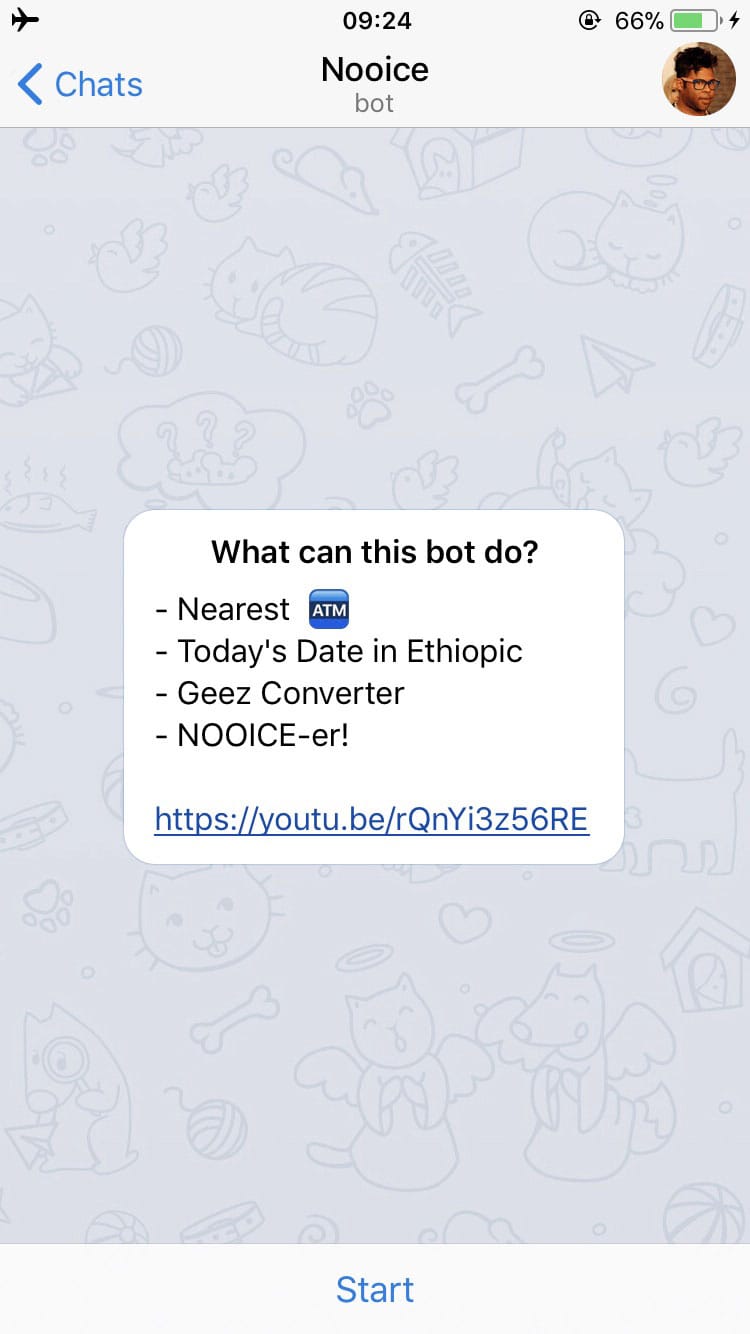 09:24
66%
Chats
Nooice
bot
What can this bot do?
- Nearest ATM
- Today's Date in Ethiopic
- Geez Converter
- NOOICE-er!
https://youtu.be/rQnYi3z56RE
Start